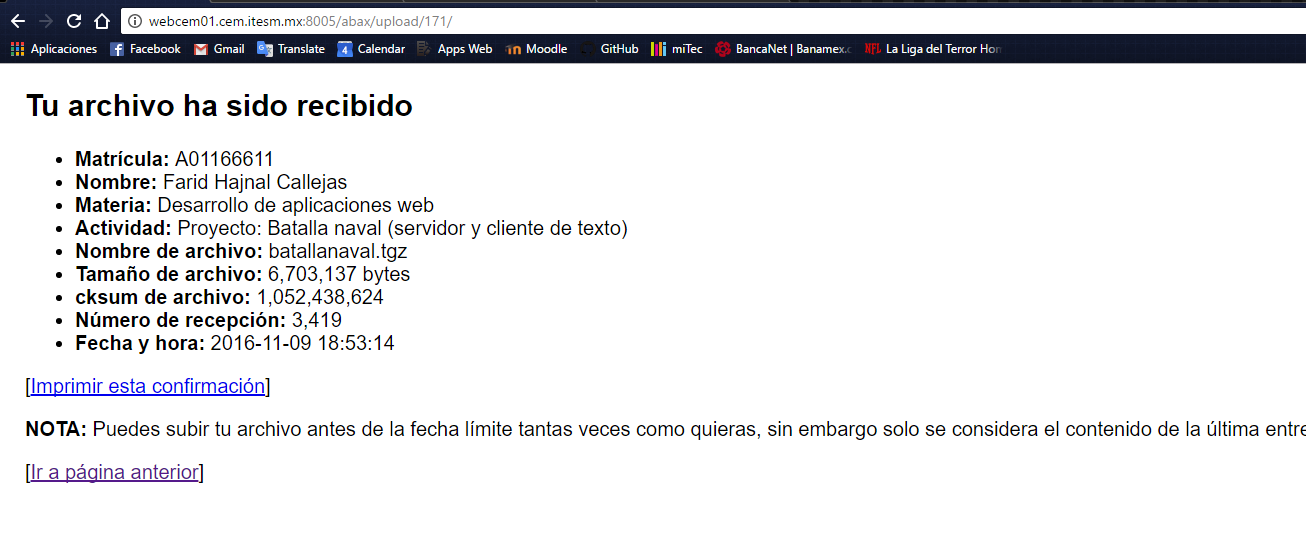 webcem01.cem.itesm.mx:8005/abax/upload/171/
Aplicaciones Facebook Gmail Translate Calendar Apps Web Moodle GitHub miTec BancaNet | Banamex.c NFL La Liga del Terror Hon
Tu archivo ha sido recibido
• Matrícula: A01166611
• Nombre: Farid Hajnal Callejas
• Materia: Desarrollo de aplicaciones web
• Actividad: Proyecto: Batalla naval (servidor y cliente de texto)
• Nombre de archivo: batallanaval.tgz
• Tamaño de archivo: 6,703,137 bytes
• cksum de archivo: 1,052,438,624
• Número de recepción: 3,419
• Fecha y hora: 2016-11-09 18:53:14
[Imprimir esta confirmación]
NOTA: Puedes subir tu archivo antes de la fecha límite tantas veces como quieras, sin embargo solo se considera el contenido de la última entre
[Ir a página anterior]